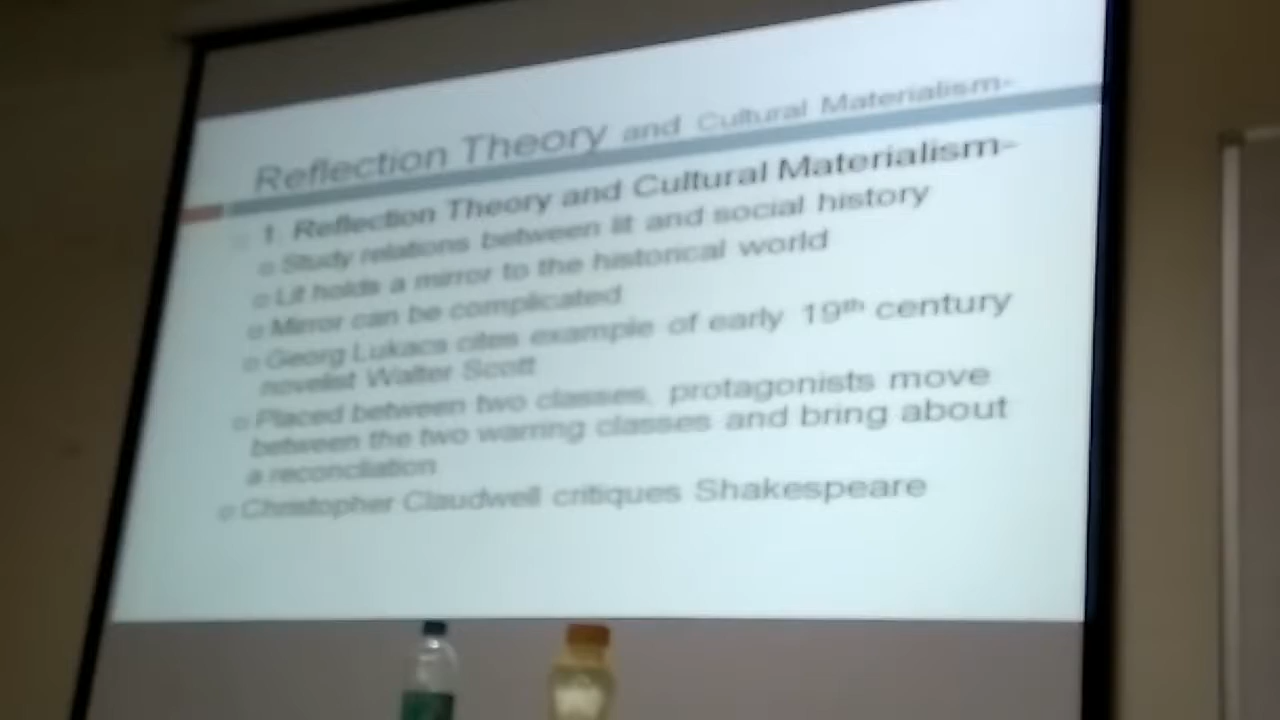 Reflection Theory and Cultural Materialism-
1. Reflection Theory and Cultural Materialism-
Study relations between lit and social history
Lit holds a mirror to the historical world
Mirror can be complicated
Georg Lukacs cites example of early 19th century
novelist Walter Scott
Placed between two classes, protagonists move
between the two warring classes and bring about
a reconciliation
Christopher Claudwell critiques Shakespeare